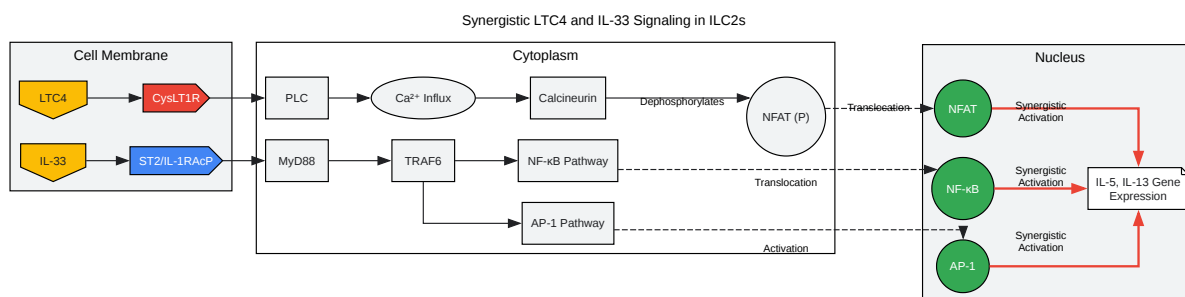 Synergistic LTC4 and IL-33 Signaling in ILC2s
Cell Membrane
Cytoplasm
Nucleus
LTC4
CysLT1R
PLC
Ca²⁺ Influx
Calcineurin
Dephosphorylates
NFAT (P)
Translocation
NFAT
Synergistic
Activation
IL-33
ST2/IL-1RAcP
MyD88
TRAF6
NF-κB Pathway
Translocation
NF-κB
Synergistic
Activation
IL-5, IL-13 Gene
Expression
AP-1 Pathway
Activation
AP-1
Synergistic
Activation